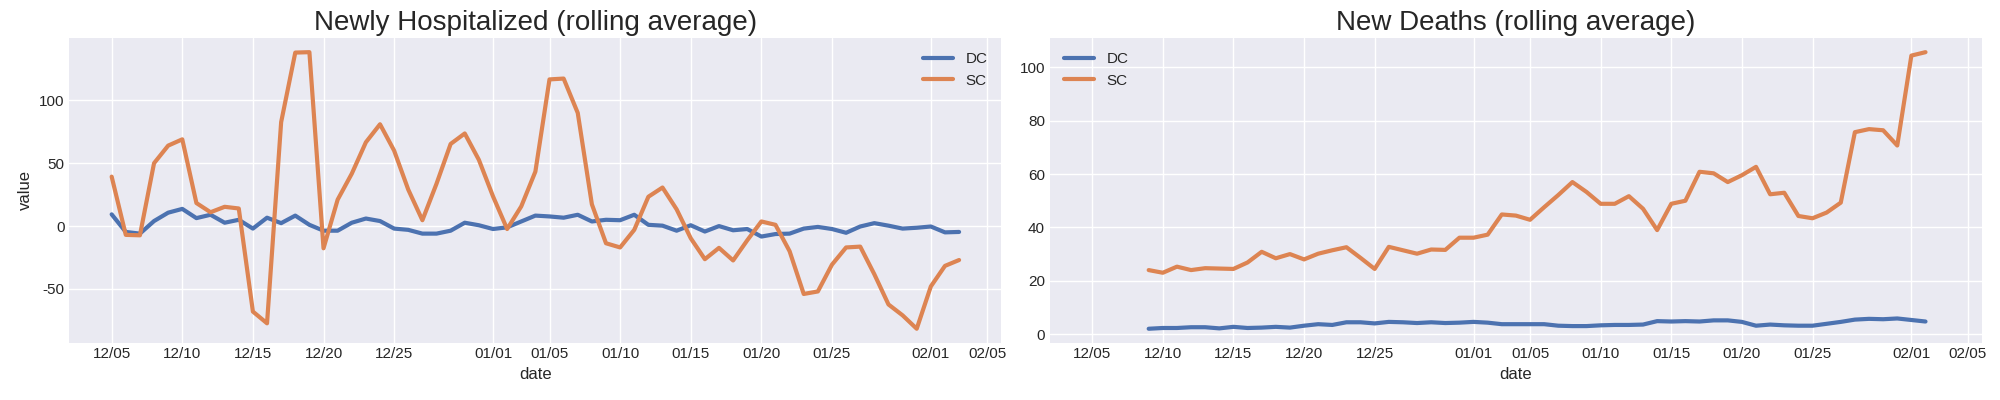 Newly Hospitalized (rolling average)
DC
SC
100
50
0
-50
value
12/05 12/10 12/15 12/20 12/25 01/01 01/05 01/10 01/15 01/20 01/25 02/01 02/05
date
New Deaths (rolling average)
DC
SC
100
80
60
40
20
0
12/05 12/10 12/15 12/20 12/25 01/01 01/05 01/10 01/15 01/20 01/25 02/01 02/05
date